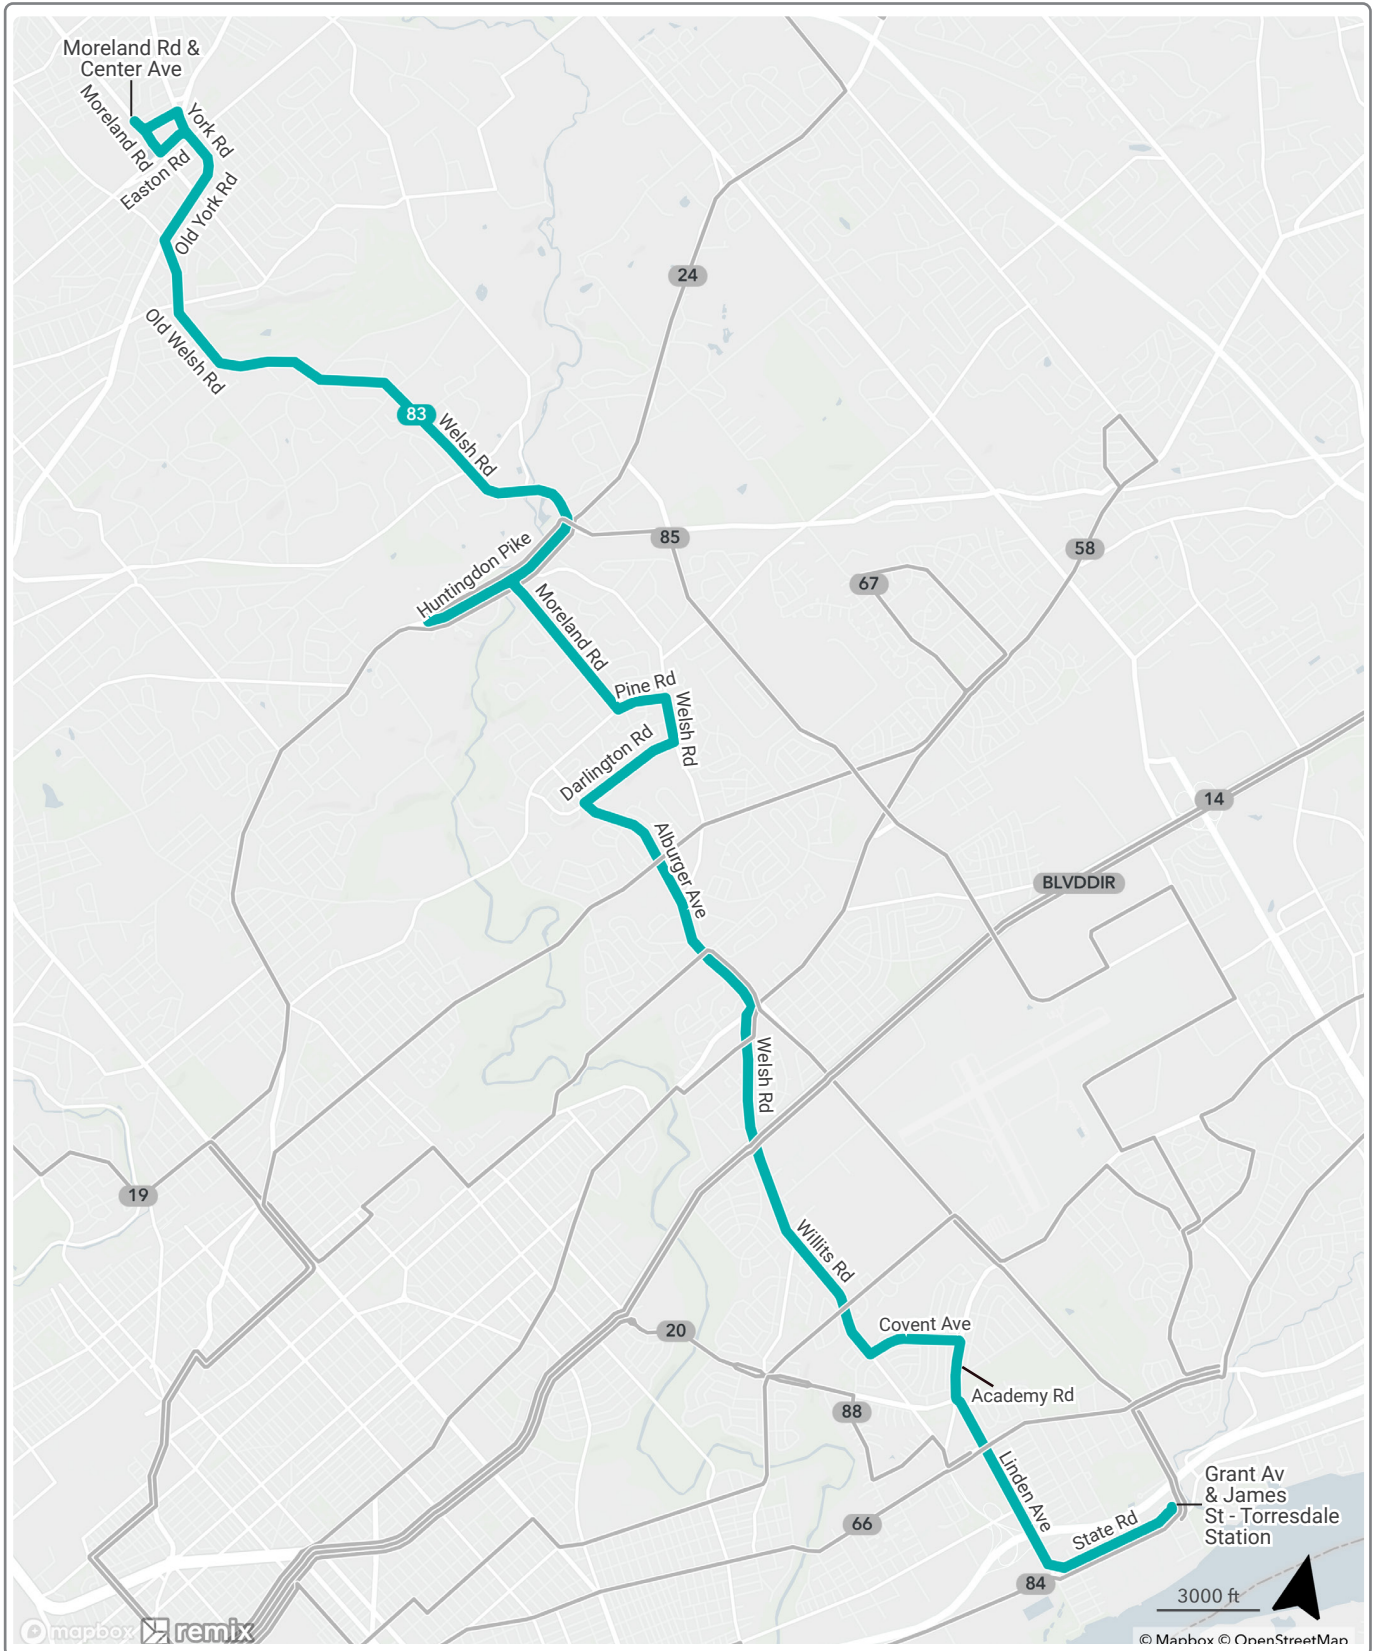 Moreland Rd &
Center Ave
Moreland Rd
York Rd
Easton Rd
Old York Rd
24
Old Welsh Rd
83
Welsh Rd
85
58
67
Huntingdon Pike
Moreland Rd
Pine Rd
Welsh Rd
Darlington Rd
14
Alburger Ave
BLVDDIR
Welsh Rd
19
Willits Rd
20
Covent Ave
Academy Rd
88
Linden Ave
Grant Av
& James
St - Torresdale
Station
66
State Rd
84
3000 ft
mapbox
remix
© Mapbox © OpenStreetMap